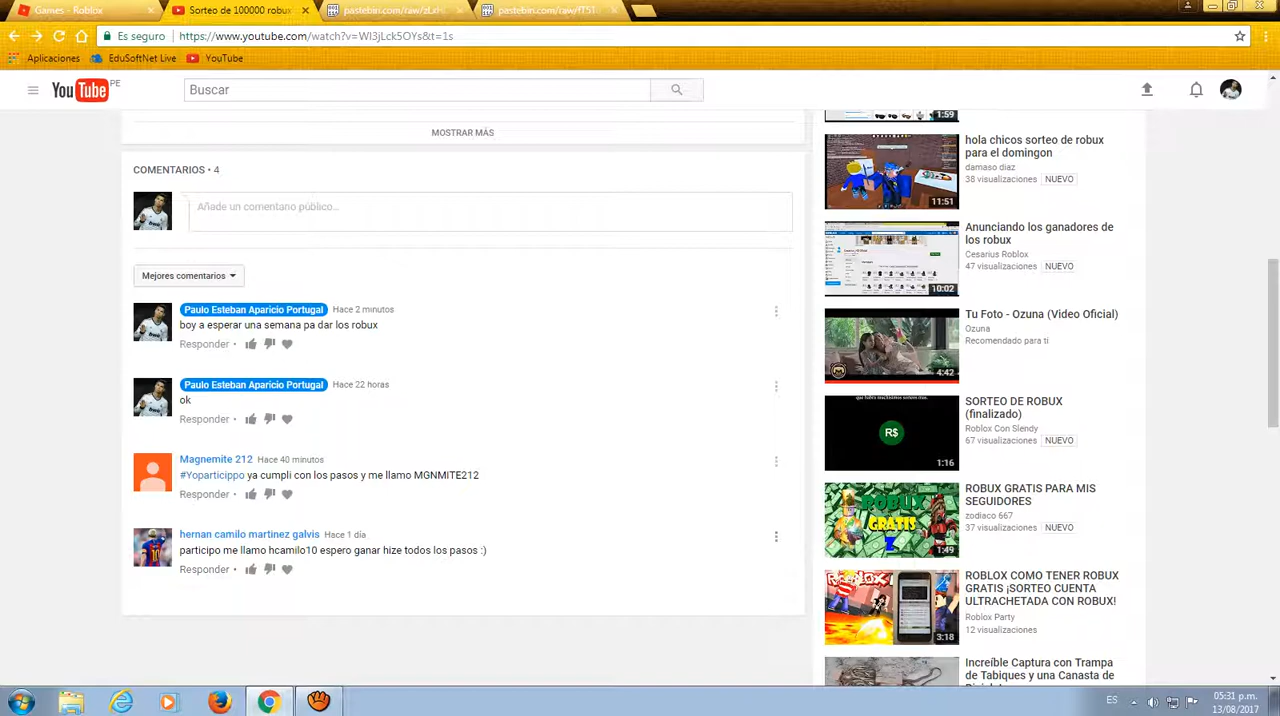 Games - Roblox
Sorteo de 100000 robux
pastebin.com/raw/
pastebin.com/raw/
Es seguro
https://www.youtube.com/watch?v=WI3jLck5OYs&t=1s
Aplicaciones
EduSoftNet Live
YouTube
YouTube PE
Buscar
MOSTRAR MÁS
COMENTARIOS • 4
Añade un comentario público...
Mejores comentarios
Paulo Esteban Aparicio Portugal Hace 2 minutos
boy a esperar una semana pa dar los robux
Responder •
Paulo Esteban Aparicio Portugal Hace 22 horas
ok
Responder •
Magnemite 212 Hace 40 minutos
#Yoparticippo ya cumpli con los pasos y me llamo MGNMITE212
Responder •
hernan camilo martinez galvis Hace 1 día
participo me llamo hcamilo10 espero ganar hize todos los pasos :)
Responder •
1:59
hola chicos sorteo de robux
para el domingon
damaso diaz
38 visualizaciones NUEVO
11:51
Anunciando los ganadores de
los robux
Cesarius Roblox
47 visualizaciones NUEVO
10:02
Tu Foto - Ozuna (Video Oficial)
Ozuna
Recomendado para ti
4:42
SORTEO DE ROBUX
(finalizado)
Roblox Con Slendy
67 visualizaciones NUEVO
R$
1:16
ROBUX GRATIS PARA MIS
SEGUIDORES
zodiaco 667
37 visualizaciones NUEVO
ROBUX
GRATIS
Z
1:49
ROBLOX COMO TENER ROBUX
GRATIS ¡SORTEO CUENTA
ULTRACHETADA CON ROBUX!
Roblox Party
12 visualizaciones
3:18
Increíble Captura con Trampa
de Tabiques y una Canasta de
ES
05:31 p.m.
13/08/2017